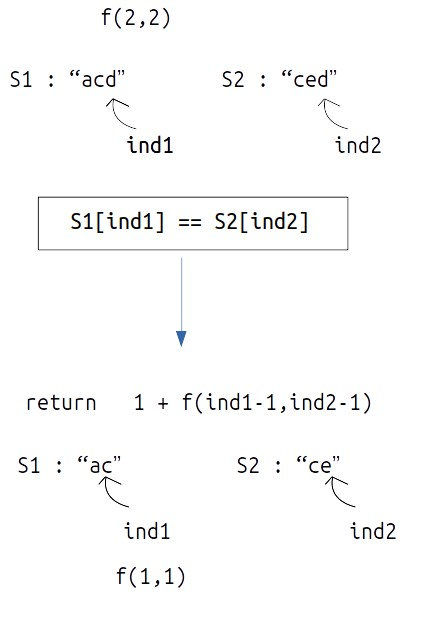 f(2,2)
S1 : “acd” S2 : “ced”
ind1 ind2
S1[ind1] == S2[ind2]
return 1 + f(ind1-1,ind2-1)
S1 : “ac” S2 : “ce”
ind1 ind2
f(1,1)